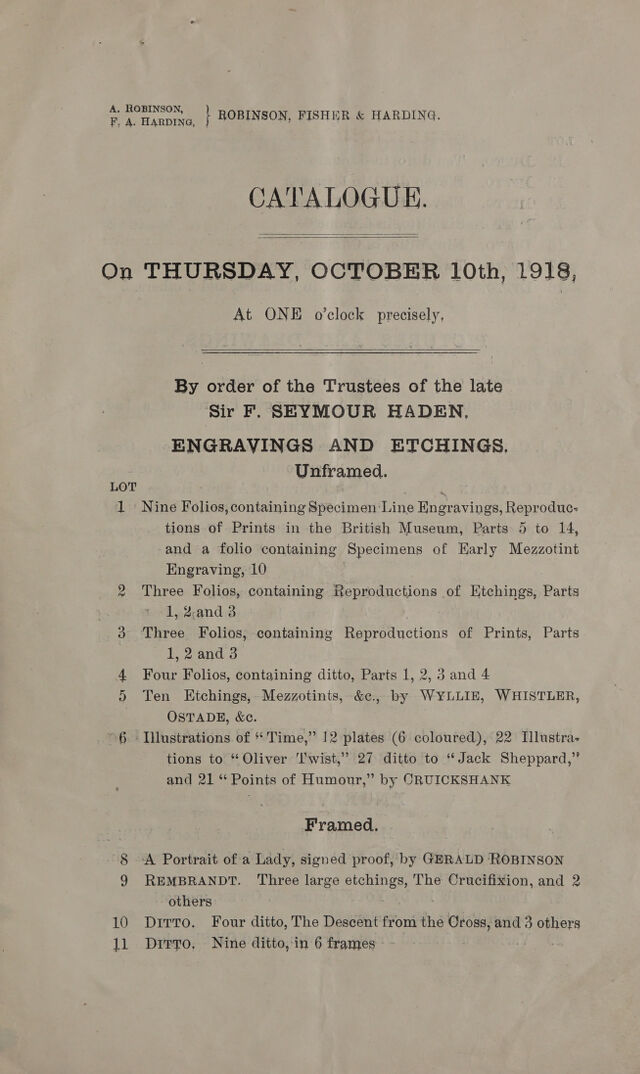 A. ROBINSON,
F. A. HARDING, } ROBINSON, FISHER & HARDING.
CATALOGUE.
On THURSDAY, OCTOBER 10th, 1918,
At ONE o'clock precisely.
By order of the Trustees of the late
Sir F. SEYMOUR HADEN.
ENGRAVINGS AND ETCHINGS.
Unframed.
LOT
1 Nine Folios, containing Specimen Line Engravings, Reproduc-
tions of Prints in the British Museum, Parts 5 to 14,
and a folio containing Specimens of Early Mezzotint
Engraving, 10
2 Three Folios, containing Reproductions of Etchings, Parts
1, 2 and 3
3 Three Folios, containing Reproductions of Prints, Parts
1, 2 and 3
4 Four Folios, containing ditto, Parts 1, 2, 3 and 4
5 Ten Etchings, Mezzotints, &c., by WYLLIE, WHISTLER,
OSTADE, &c.
6 Illustrations of "Time," 12 plates (6 coloured), 22 Illustra-
tions to "Oliver Twist," 27 ditto to "Jack Sheppard,"
and 21 "Points of Humour," by CRUICKSHANK
Framed.
8 A Portrait of a Lady, signed proof, by GERALD ROBINSON
9 REMBRANDT. Three large etchings, The Crucifixion, and 2
others
10 DITTO. Four ditto, The Descent from the Cross, and 3 others
11 DITTO. Nine ditto, in 6 frames